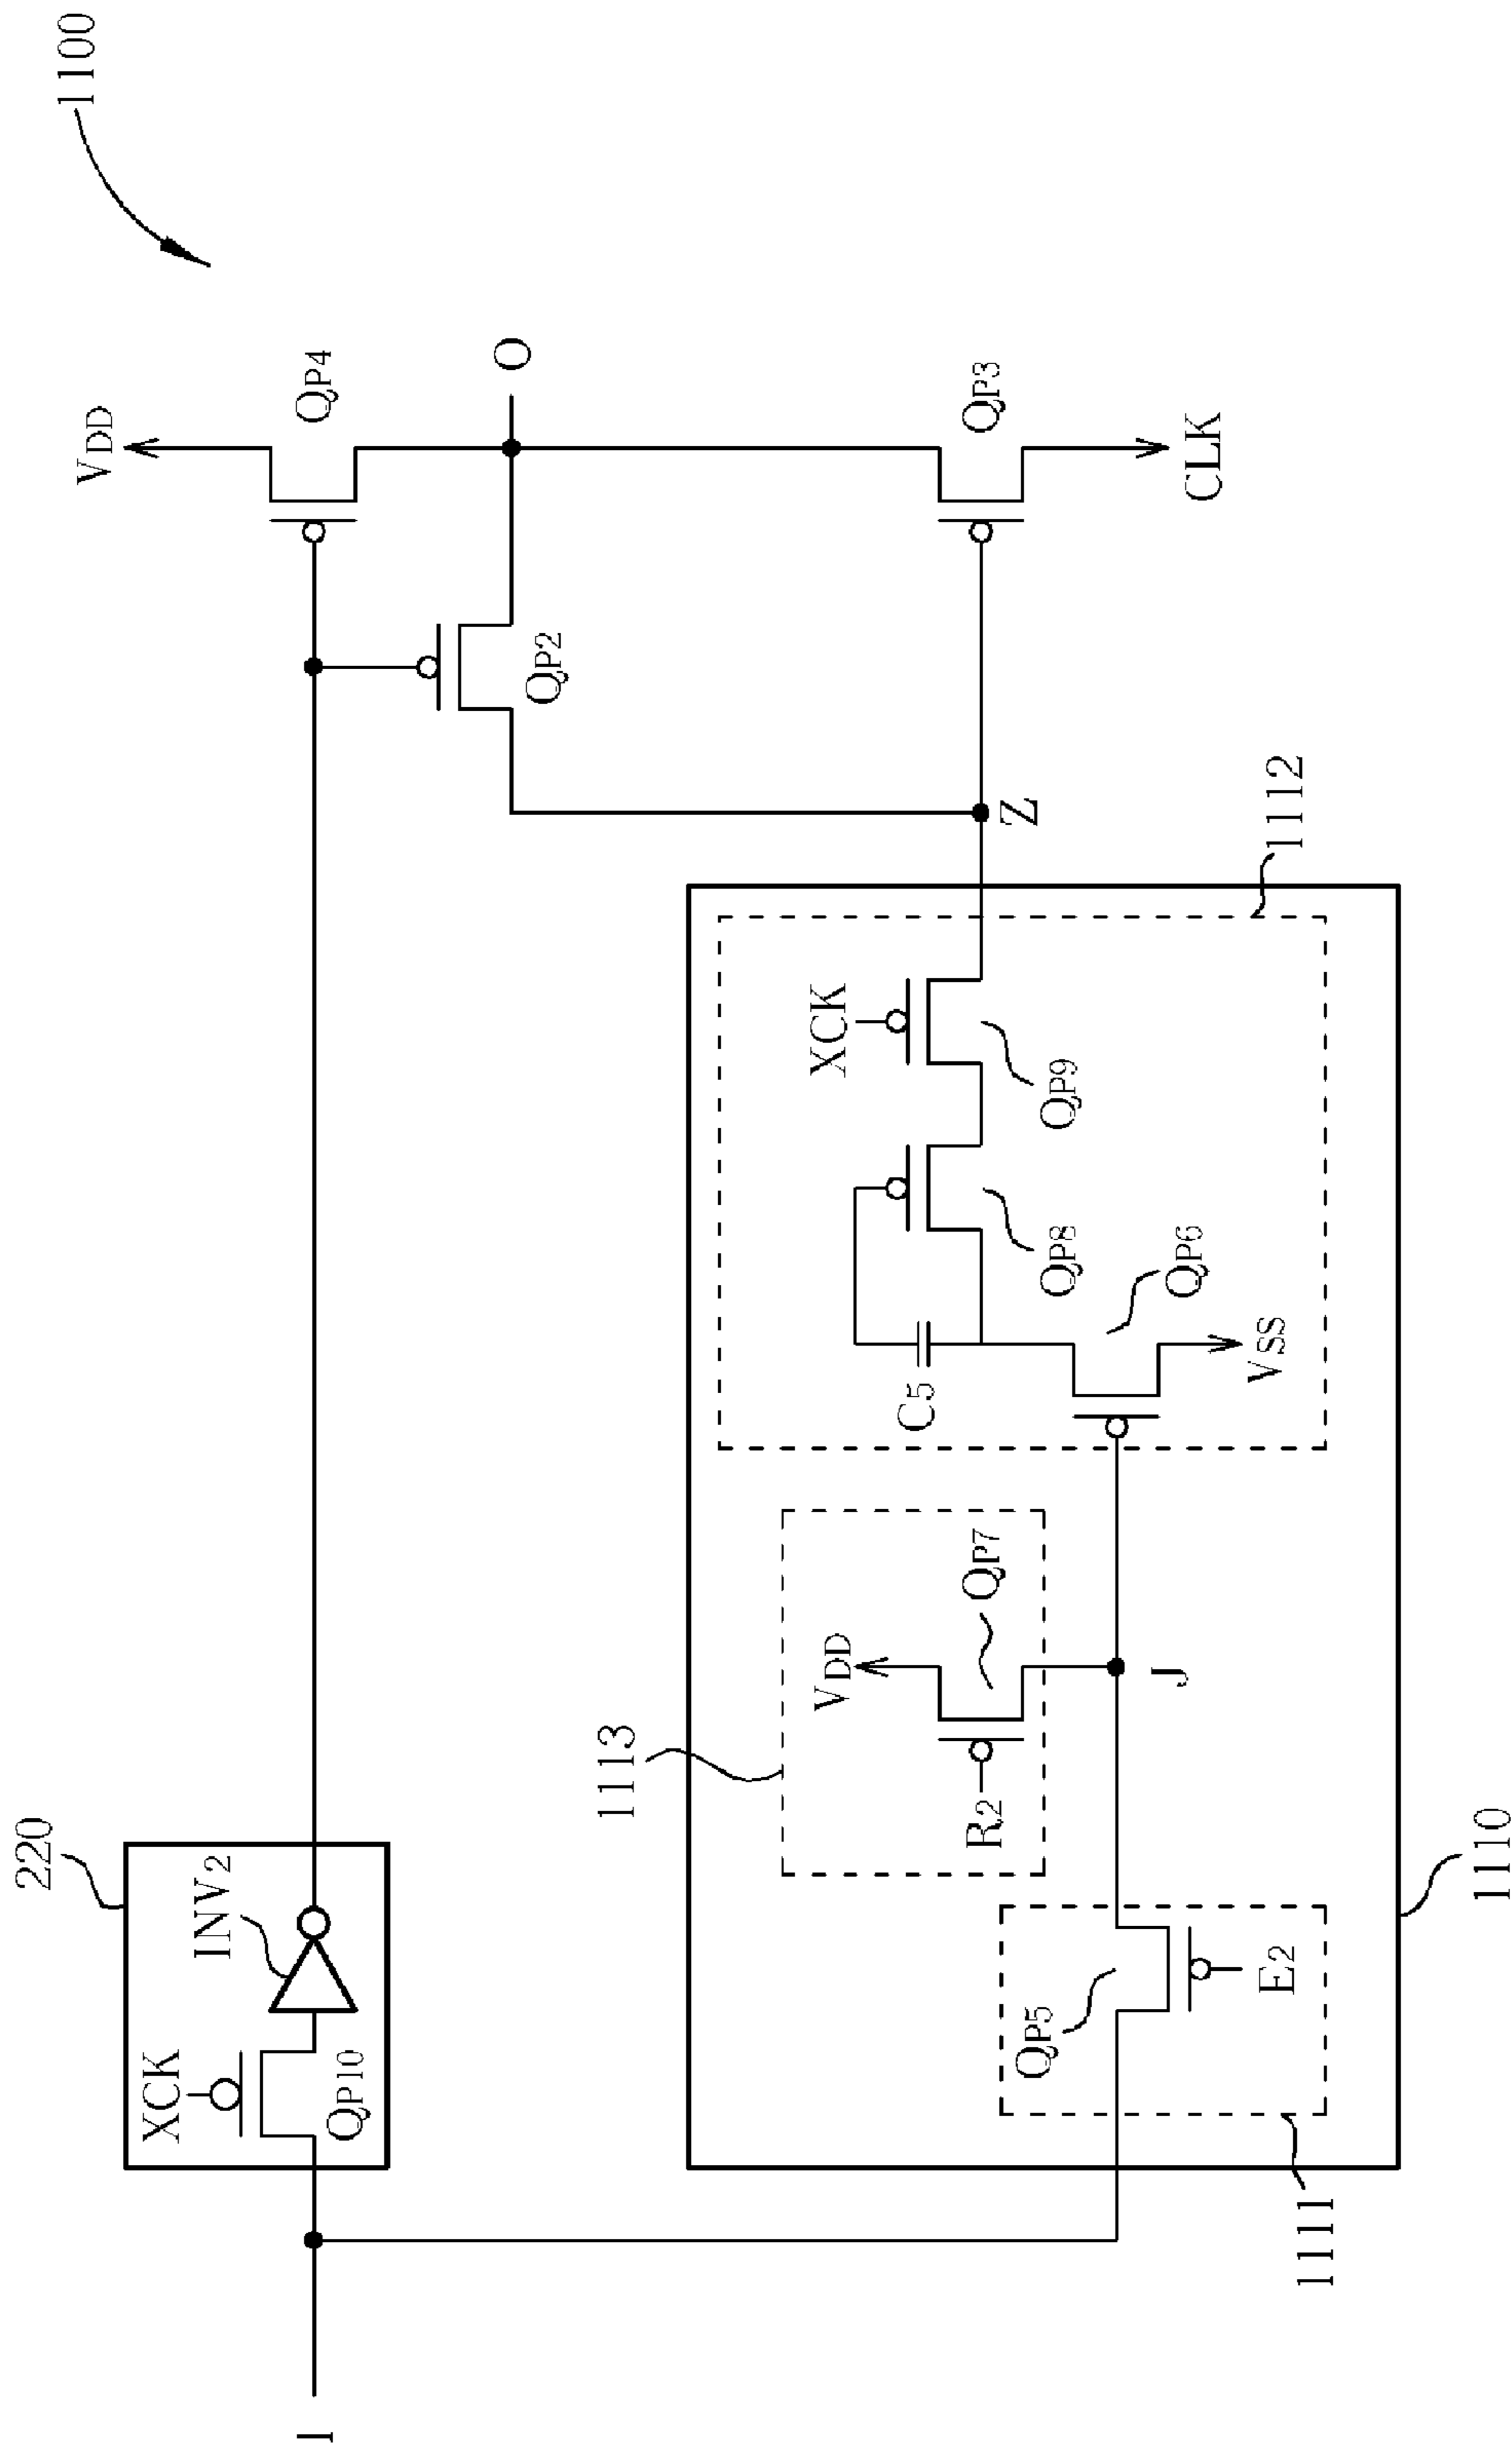 1100
VDD
QP4
O
QP2
QP3
CLK
Z
220
XCK
INV2
QP10
I
1113
VDD
QP7
R2
J
XCK
QP9
QP8
C5
QP6
VSS
1112
QP5
E2
1111
1110